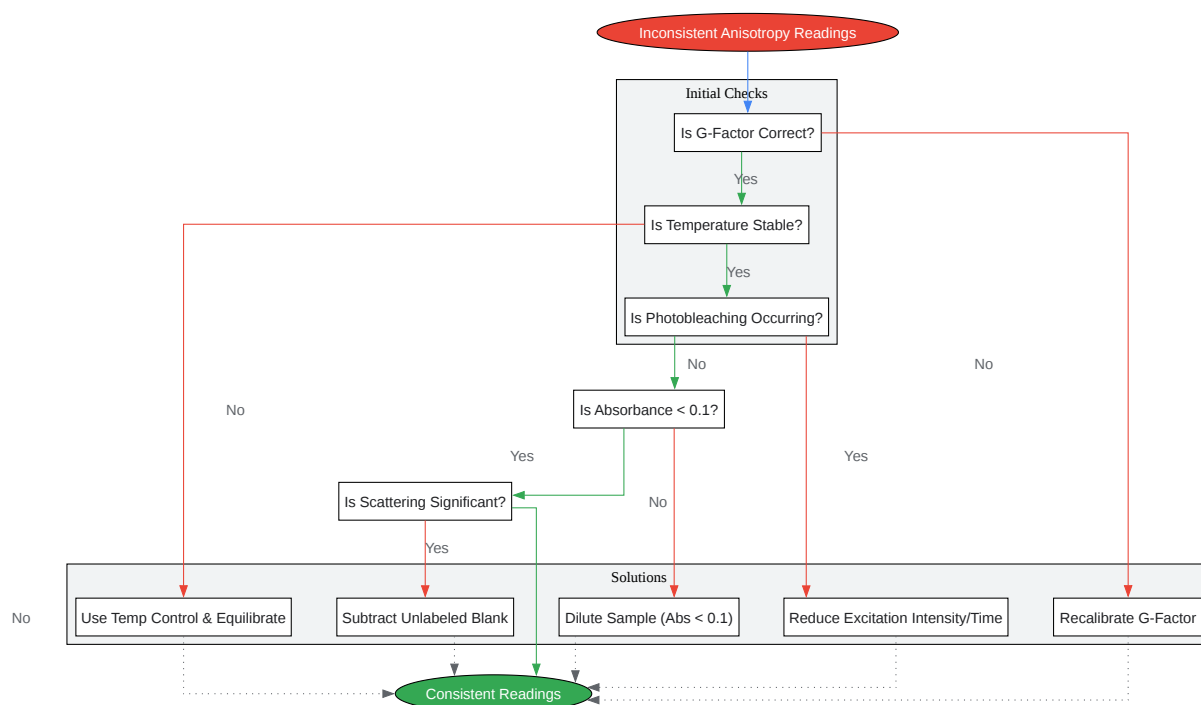 Inconsistent Anisotropy Readings
Initial Checks
Is G-Factor Correct?
Yes
Is Temperature Stable?
Yes
Is Photobleaching Occurring?
No
No
Is Absorbance < 0.1?
No
Yes
Yes
Is Scattering Significant?
No
Yes
Solutions
Use Temp Control & Equilibrate
Subtract Unlabeled Blank
Dilute Sample (Abs < 0.1)
Reduce Excitation Intensity/Time
Recalibrate G-Factor
No
Consistent Readings